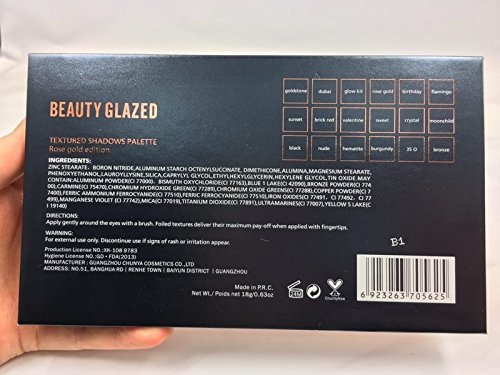 BEAUTY GLAZED
TEXTURED SHADOWS PALETTE
Rose gold edition
goldstone dubai glow kit rose gold birthday flamingo
sunset brick red valentine sweet crystal moonchild
black nude hematite burgundy 35 O bronze
INGREDIENTS:
ZINC STEARATE, BORON NITRIDE,ALUMINUM STARCH OCTENYLSUCCINATE, DIMETHICONE, ALUMINA,MAGNESIUM STEARATE,
PHENOXYETHANOL,LAUROYLLYSINE, SILICA,CAPRYLYL GLYCOL,ETHYLHEXYLGLYCERIN,HEXYLENE GLYCOL,TIN OXIDE MAY
CONTAIN:ALUMINUM POWDER(CI 77000), BISMUTH OXYCHLORIDE(CI 77163),BLUE 1 LAKE(CI 42090),BRONZE POWDER(CI 774
00),CARMINE(CI 75470),CHROMIUM HYDROXIDE GREEN(CI 77289),CHROMIUM OXIDE GREENS(CI 77288),COPPER POWDER(CI 7
7400),FERRIC AMMONIUM FERROCYANIDE(CI 77510),FERRIC FERROCYANIDE(CI 77510),IRON OXIDES(CI 77491, CI 77492, CI 77
499),MANGANESE VIOLET (CI 77742),MICA(CI 77019),TITANIUM DIOXIDE(CI 77891),ULTRAMARINES(CI 77007),YELLOW 5 LAKE(C
I 19140)
DIRECTIONS:
Apply gently around the eyes with a brush. Foiled textures deliver their maximum pay-off when applied with fingertips.
WARNING:
For external use only. Discontinue use if signs of rash or irritation appear.
Production License NO.:XK-108 9783
Hygiene License NO.:GD · FDA(2013)
MANUFACTURER : GUANGZHOU CHUNYA COSMETICS CO.,LTD
ADDRESS : NO.51, BANGHU RD | RENHE TOWN | BAIYUN DISTRICT | GUANGZHOU
Made in P.R.C.
Net Wt./Poids net 18g/0.63oz
24M
Crueltyfree
B1
6 923263 705625